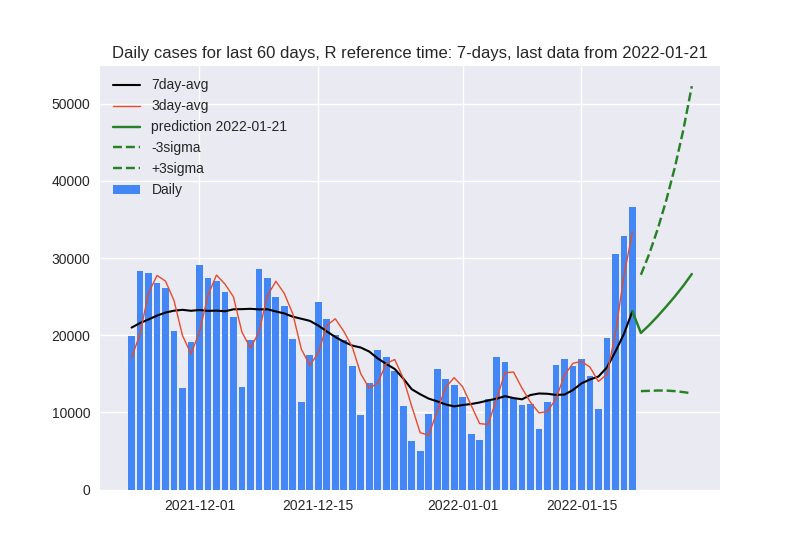 Daily cases for last 60 days, R reference time: 7-days, last data from 2022-01-21
7day-avg
3day-avg
prediction 2022-01-21
-3sigma
+3sigma
Daily
50000
40000
30000
20000
10000
0
2021-12-01
2021-12-15
2022-01-01
2022-01-15